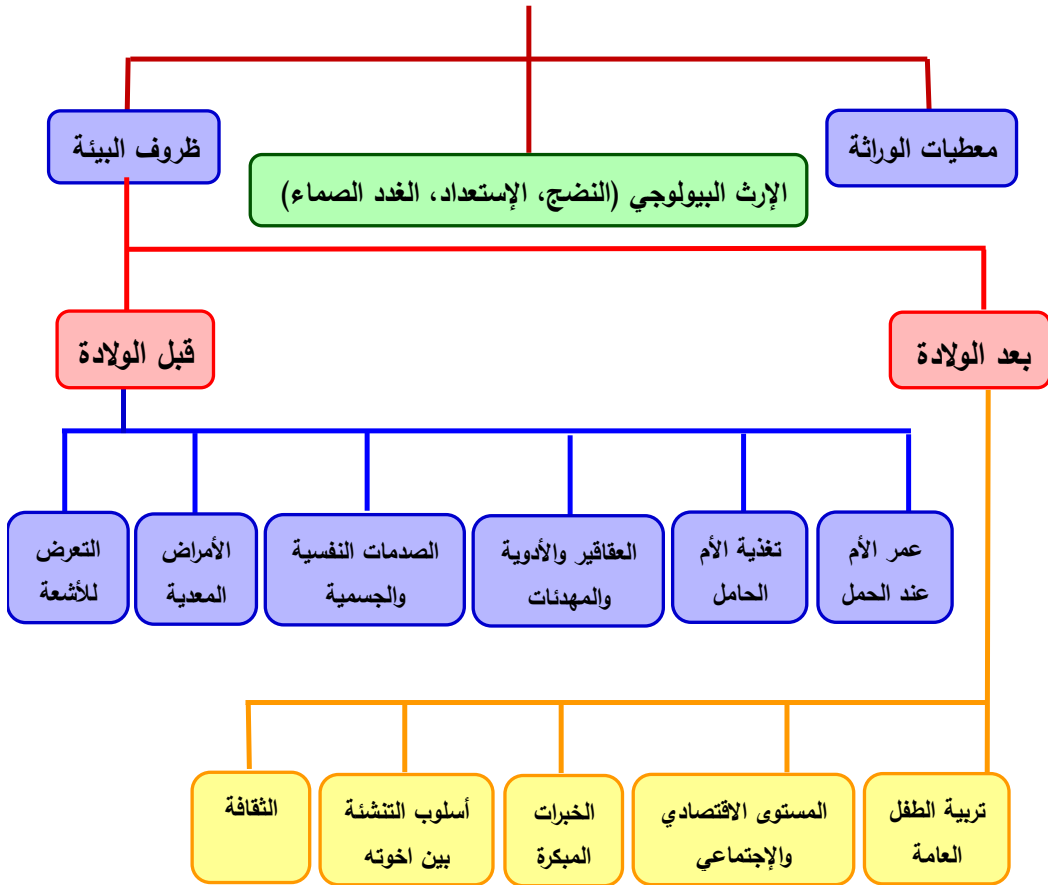 معطيات الوراثة
الإرث البيولوجي (النضج، الإستعداد، الغدد الصماء)
ظروف البيئة
بعد الولادة
قبل الولادة
عمر الأم
عند الحمل
تغذية الأم
الحامل
العقاقير والأدوية
والمهدئات
الصدمات النفسية
والجسمية
الأمراض
المعدية
التعرض
للأشعة
تربية الطفل
العامة
المستوى الاقتصادي
والإجتماعي
الخبرات
المبكرة
أسلوب التنشئة
بين اخوته
الثقافة